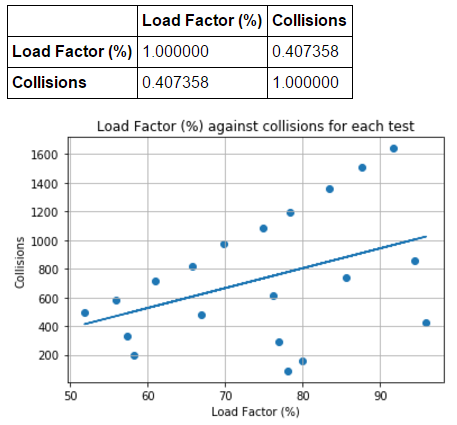 Load Factor (%) Collisions
Load Factor (%) 1.000000 0.407358
Collisions 0.407358 1.000000
Load Factor (%) against collisions for each test
1600
1400
1200
1000
800
600
400
200
Collisions
50 60 70 80 90
Load Factor (%)